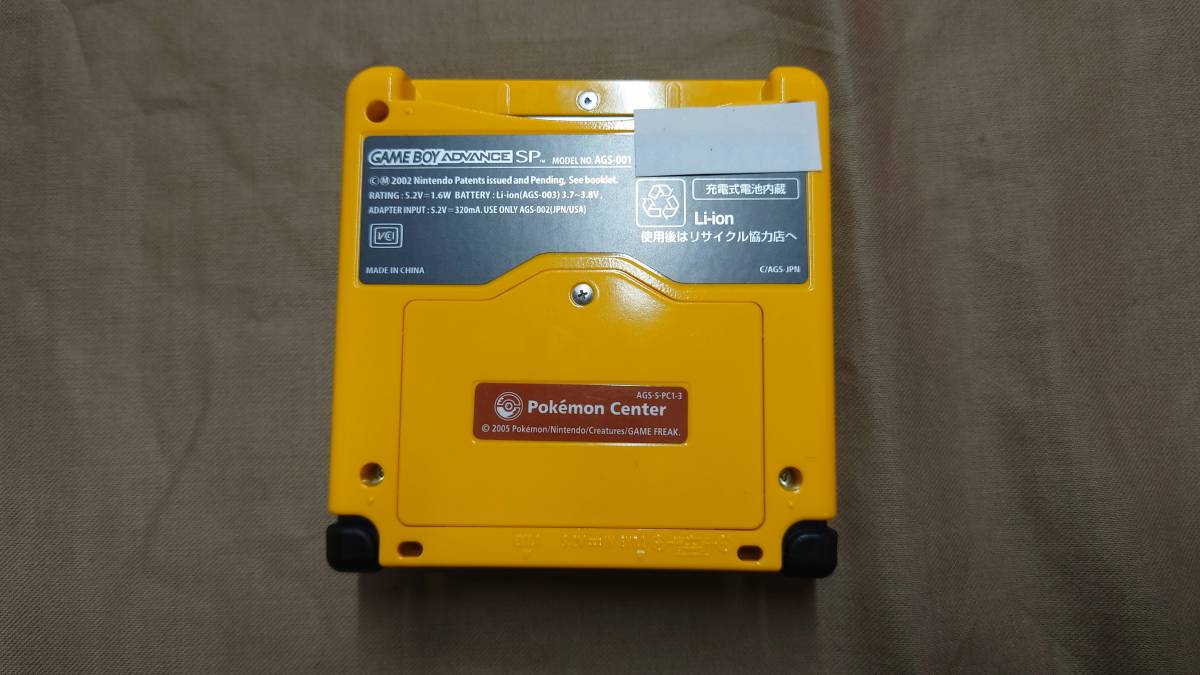 GAME BOY ADVANCE SP™ MODEL NO. AGS-001
©Ⓜ 2002 Nintendo Patents issued and Pending, See booklet.
RATING : 5.2V⎓1.6W BATTERY : Li-ion(AGS-003) 3.7~3.8V,
ADAPTER INPUT : 5.2V⎓320mA. USE ONLY AGS-002(JPN/USA)
VCI
MADE IN CHINA
充電式電池内蔵
Li-ion
使用後はリサイクル協力店へ
C/AGS-JPN
AGS-S-PC1-3
Pokémon Center
© 2005 Pokémon/Nintendo/Creatures/GAME FREAK.